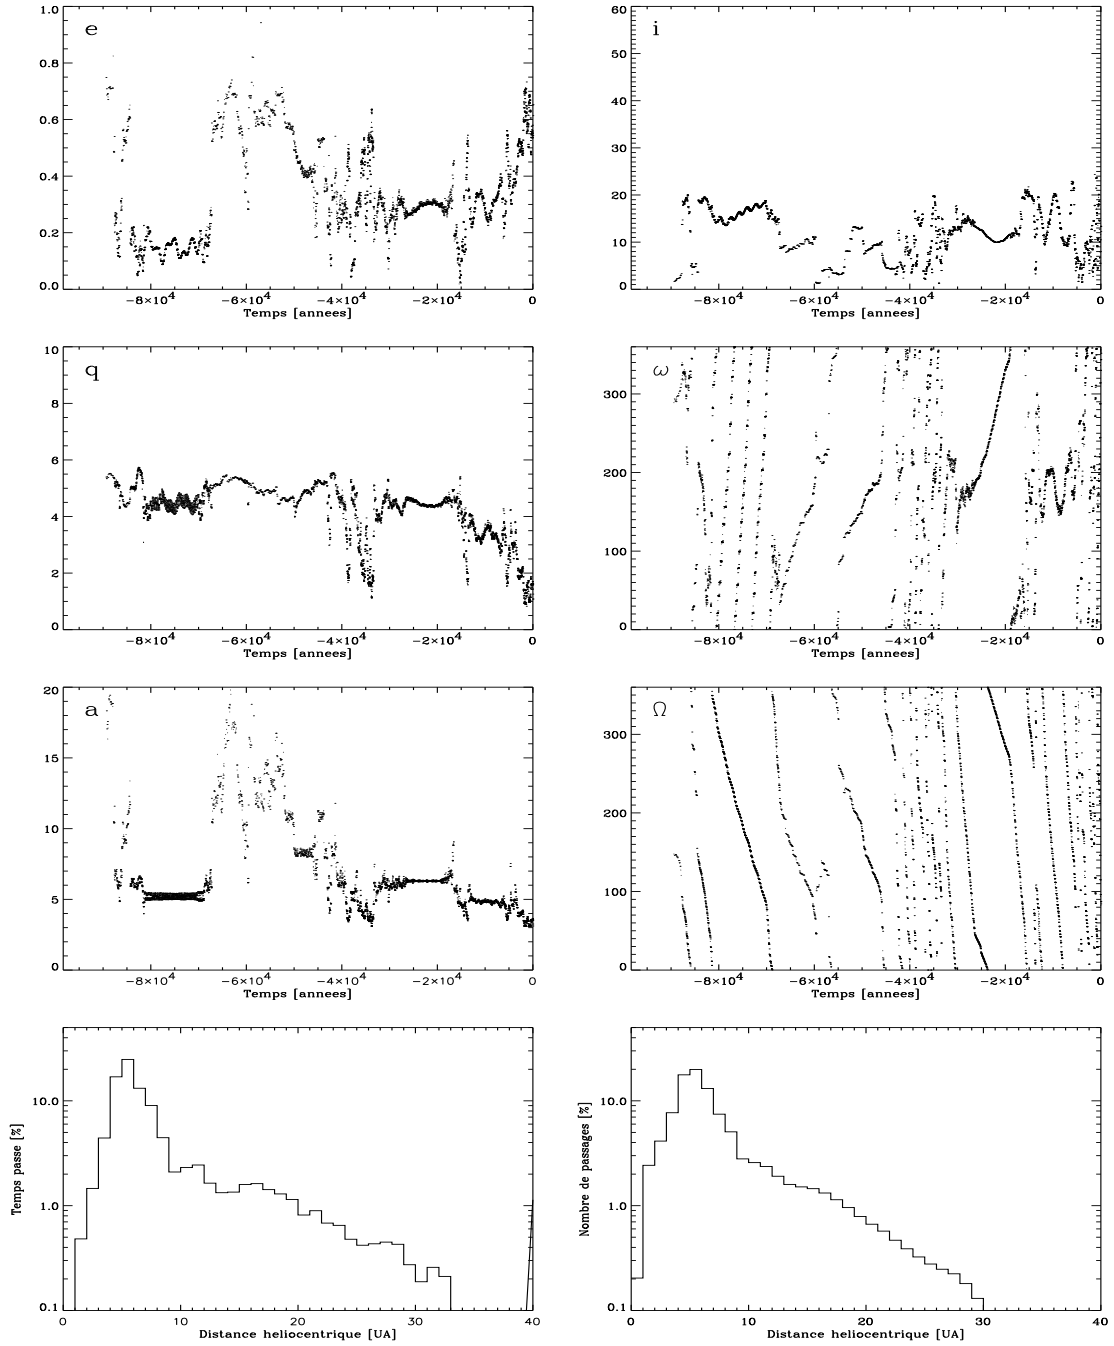 e
1.0
0.8
0.6
0.4
0.2
0.0
−8×10⁴ −6×10⁴ −4×10⁴ −2×10⁴ 0
Temps [annees]
i
60
50
40
30
20
10
0
−8×10⁴ −6×10⁴ −4×10⁴ −2×10⁴ 0
Temps [annees]
q
10
8
6
4
2
0
−8×10⁴ −6×10⁴ −4×10⁴ −2×10⁴ 0
Temps [annees]
ω
300
200
100
0
−8×10⁴ −6×10⁴ −4×10⁴ −2×10⁴ 0
Temps [annees]
a
20
15
10
5
0
−8×10⁴ −6×10⁴ −4×10⁴ −2×10⁴ 0
Temps [annees]
Ω
300
200
100
0
−8×10⁴ −6×10⁴ −4×10⁴ −2×10⁴ 0
Temps [annees]
Temps passe [%]
10.0
1.0
0.1
0 10 20 30 40
Distance heliocentrique [UA]
Nombre de passages [%]
10.0
1.0
0.1
0 10 20 30 40
Distance heliocentrique [UA]